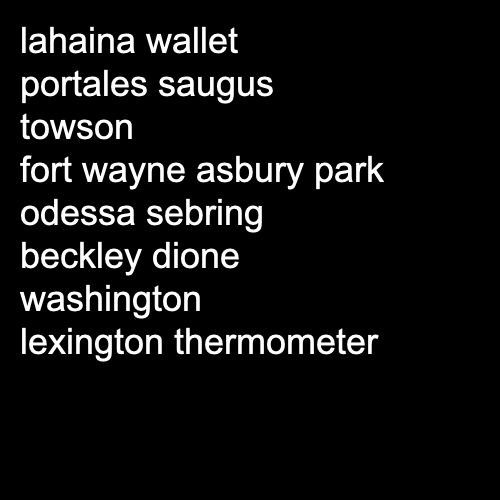 lahaina wallet
portales saugus
towson
fort wayne asbury park
odessa sebring
beckley dione
washington
lexington thermometer